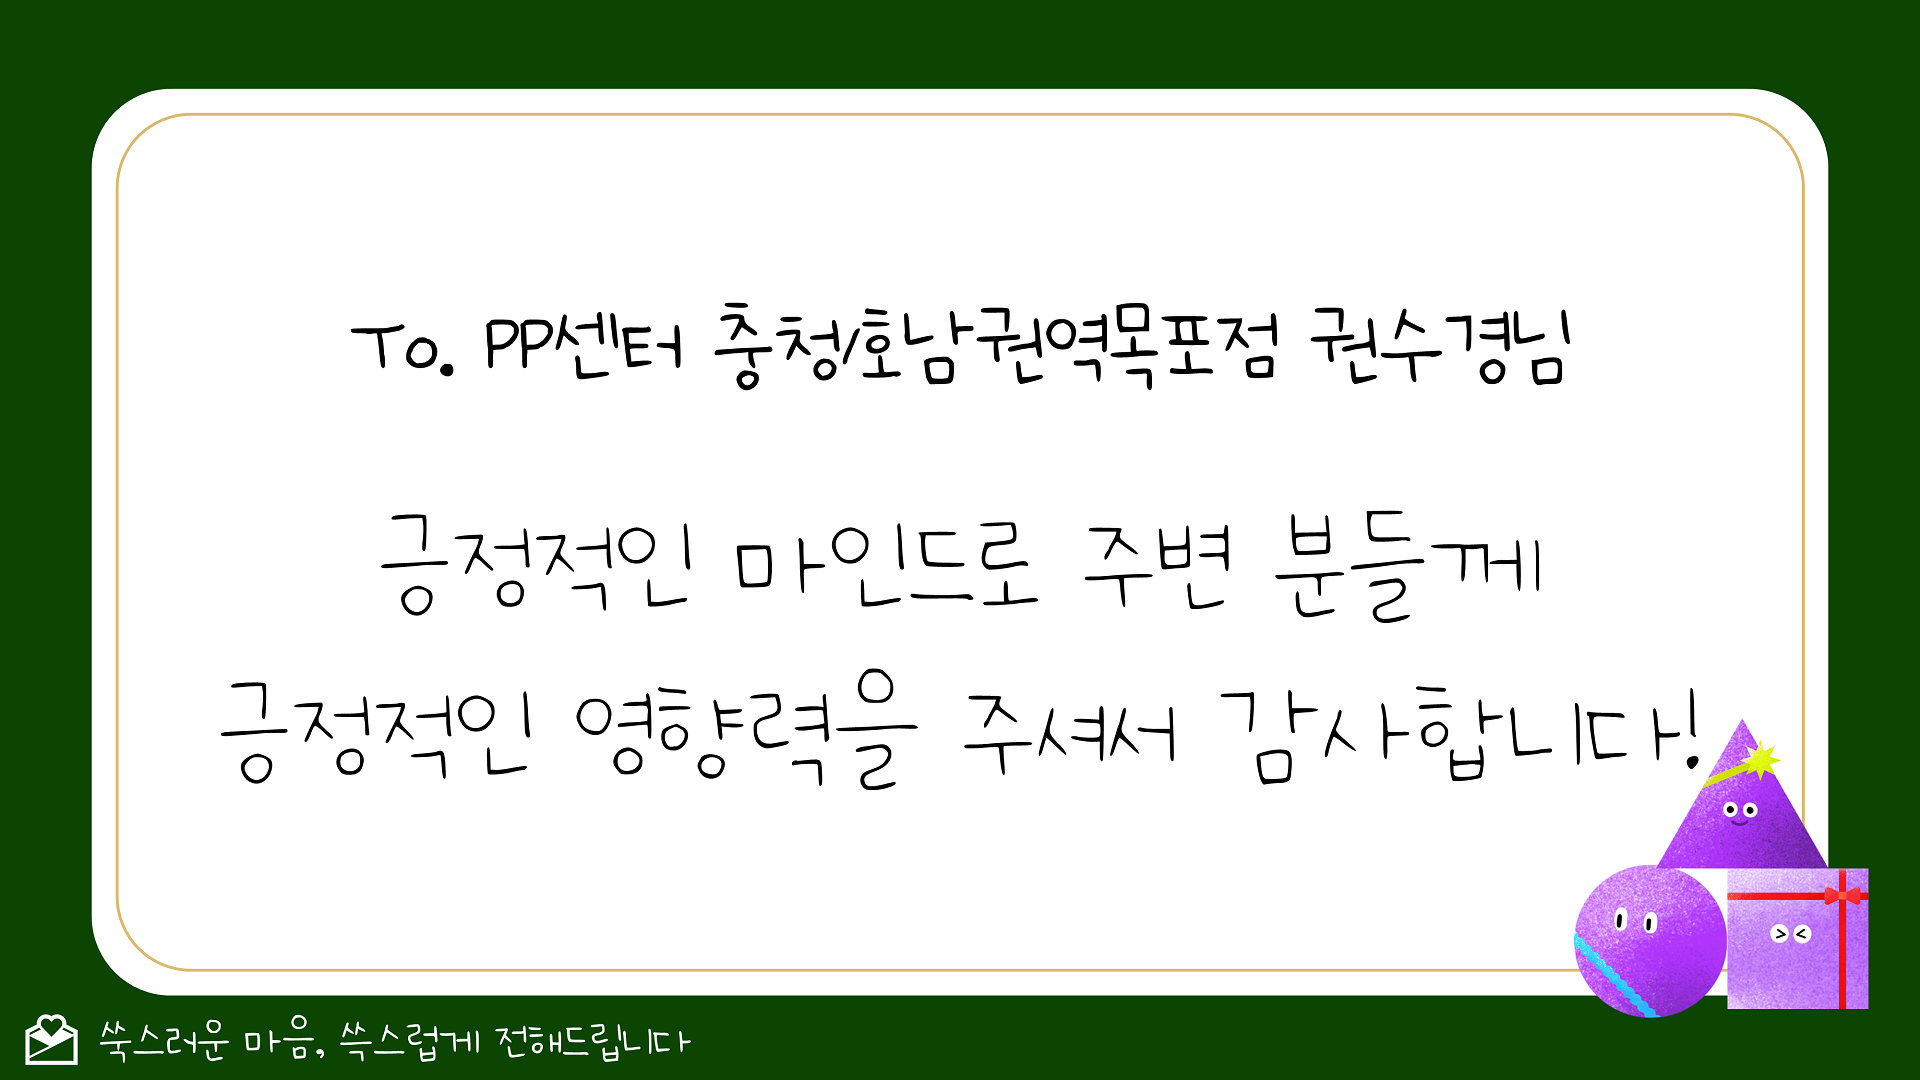 To. PP센터 충청/호남권역목포점 권수경님
긍정적인 마인드로 주변 분들께
긍정적인 영향력을 주셔서 감사합니다!
쑥스러운 마음, 쓱스럽게 전해드립니다